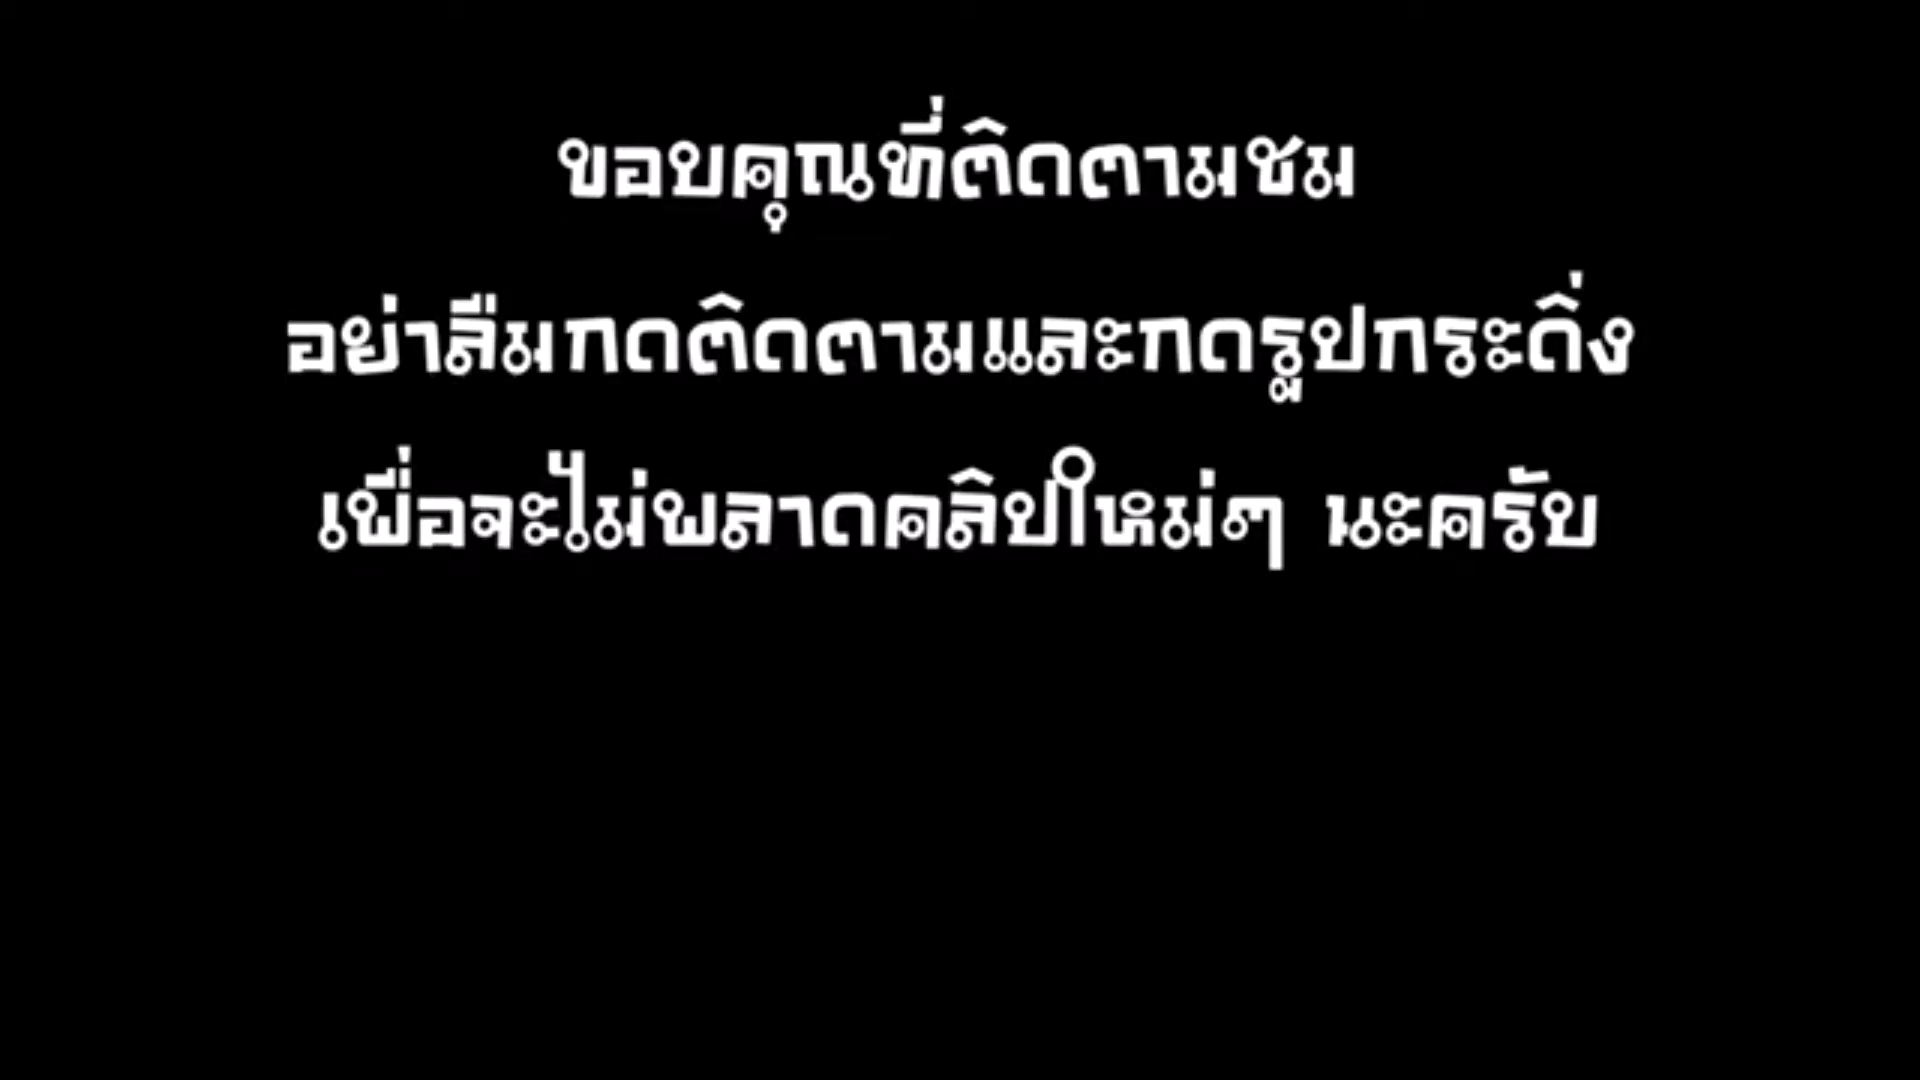 ขอบคุณที่ติดตามชม
อย่าลืมกดติดตามและกดรูปกระดิ่ง
เพื่อจะไม่พลาดคลิปใหม่ๆ นะครับ